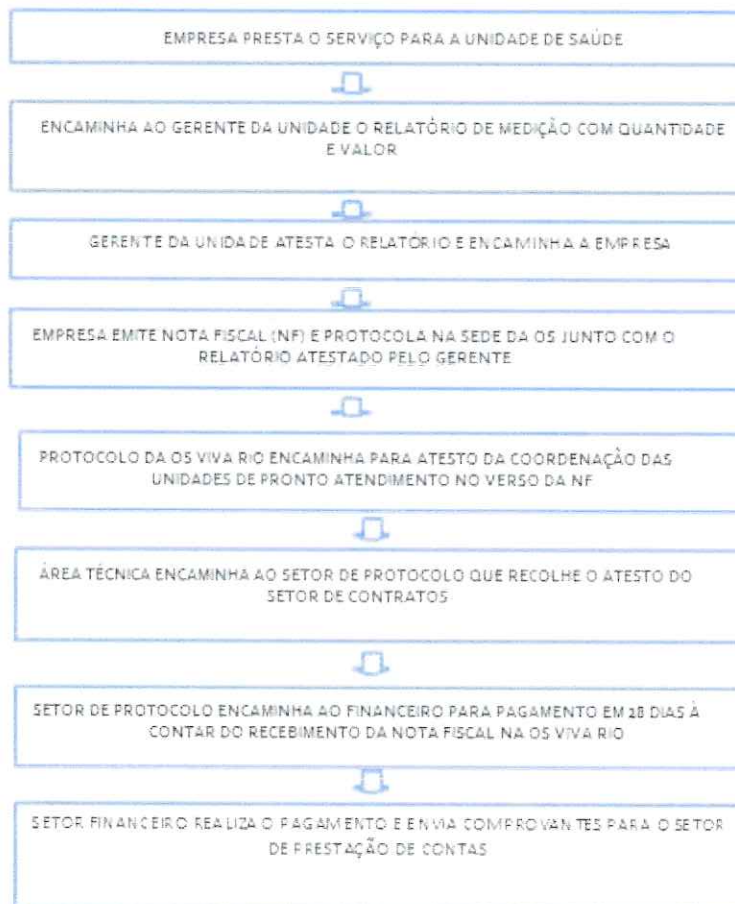 EMPRESA PRESTA O SERVIÇO PARA A UNIDADE DE SAÚDE
ENCAMINHA AO GERENTE DA UNIDADE O RELATÓRIO DE MEDIÇÃO COM QUANTIDADE
E VALOR
GERENTE DA UNIDADE ATESTA O RELATÓRIO E ENCAMINHA A EMPRESA
EMPRESA EMITE NOTA FISCAL (NF) E PROTOCOLA NA SEDE DA OS JUNTO COM O
RELATÓRIO ATESTADO PELO GERENTE
PROTOCOLO DA OS VIVA RIO ENCAMINHA PARA ATESTO DA COORDENAÇÃO DAS
UNIDADES DE PRONTO ATENDIMENTO NO VERSO DA NF
ÁREA TÉCNICA ENCAMINHA AO SETOR DE PROTOCOLO QUE RECOLHE O ATESTO DO
SETOR DE CONTRATOS
SETOR DE PROTOCOLO ENCAMINHA AO FINANCEIRO PARA PAGAMENTO EM 28 DIAS À
CONTAR DO RECEBIMENTO DA NOTA FISCAL NA OS VIVA RIO
SETOR FINANCEIRO REALIZA O PAGAMENTO E ENVIA COMPROVANTES PARA O SETOR
DE PRESTAÇÃO DE CONTAS